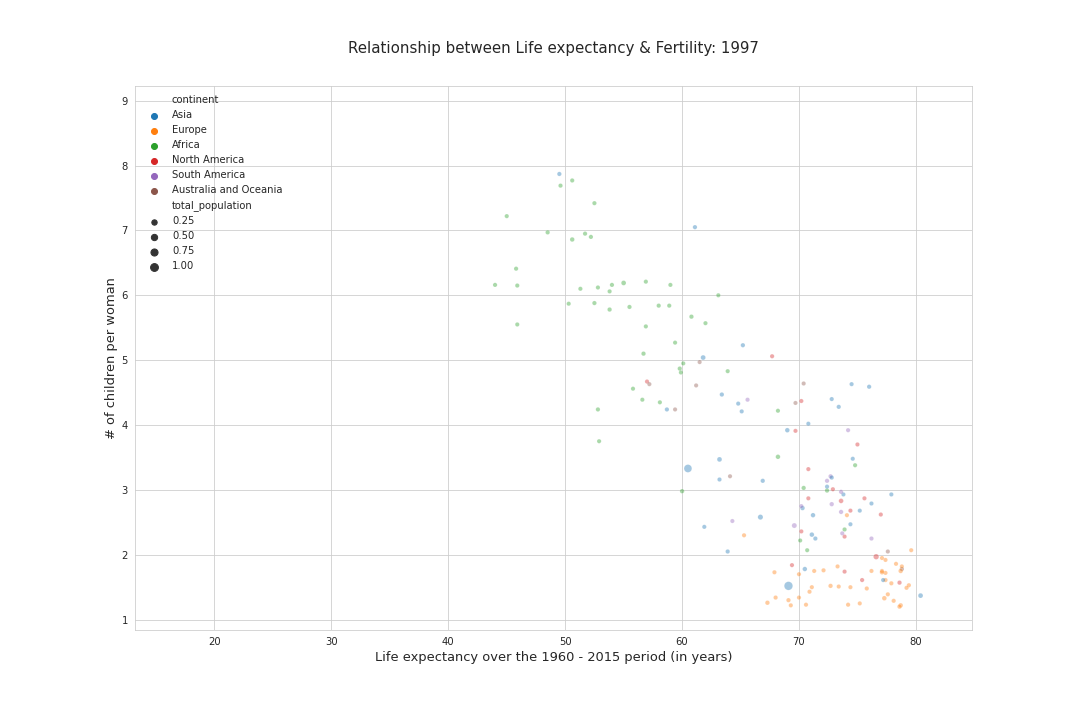 Relationship between Life expectancy & Fertility: 1997
continent
Asia
Europe
Africa
North America
South America
Australia and Oceania
total_population
0.25
0.50
0.75
1.00
9
8
7
6
5
4
3
2
1
# of children per woman
20 30 40 50 60 70 80
Life expectancy over the 1960 - 2015 period (in years)